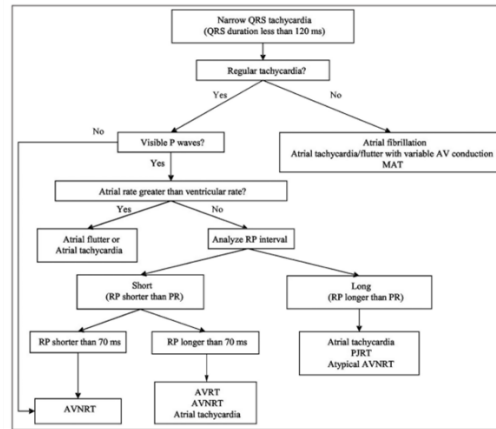 Narrow QRS tachycardia
(QRS duration less than 120 ms)
Regular tachycardia?
Yes
No
No
Visible P waves?
Atrial fibrillation
Atrial tachycardia/flutter with variable AV conduction
MAT
Yes
Atrial rate greater than ventricular rate?
Yes
No
Atrial flutter or
Atrial tachycardia
Analyze RP interval
Short
(RP shorter than PR)
Long
(RP longer than PR)
RP shorter than 70 ms
RP longer than 70 ms
Atrial tachycardia
PJRT
Atypical AVNRT
AVNRT
AVRT
AVNRT
Atrial tachycardia